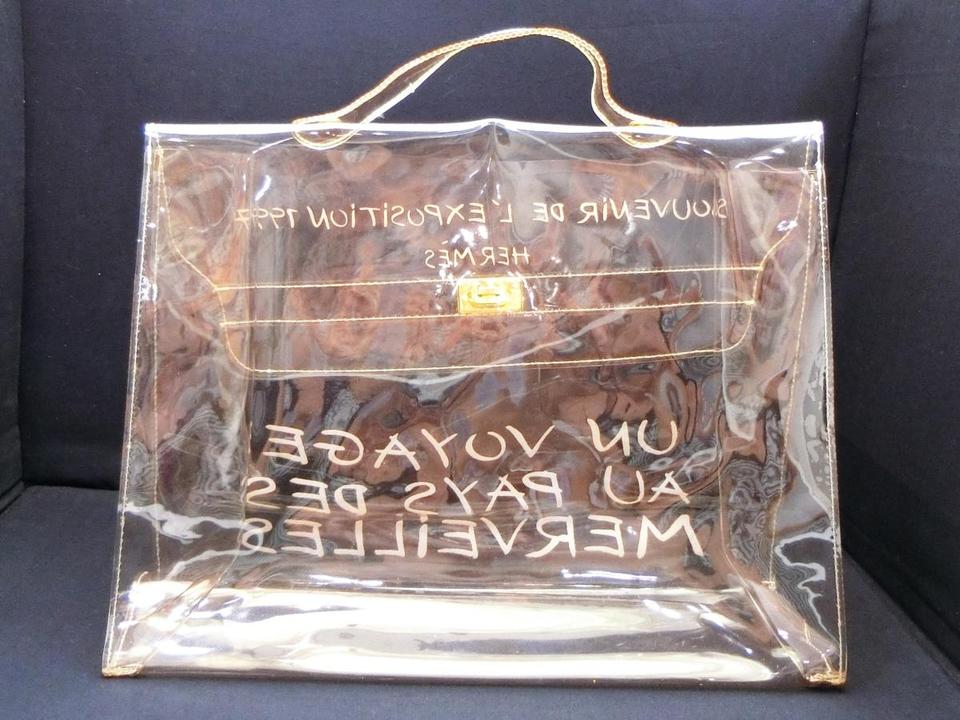 SOUVENIR DE L'EXPOSITION 1997
HERMÈS
UN VOYAGE
AU PAYS DES
MERVEILLES